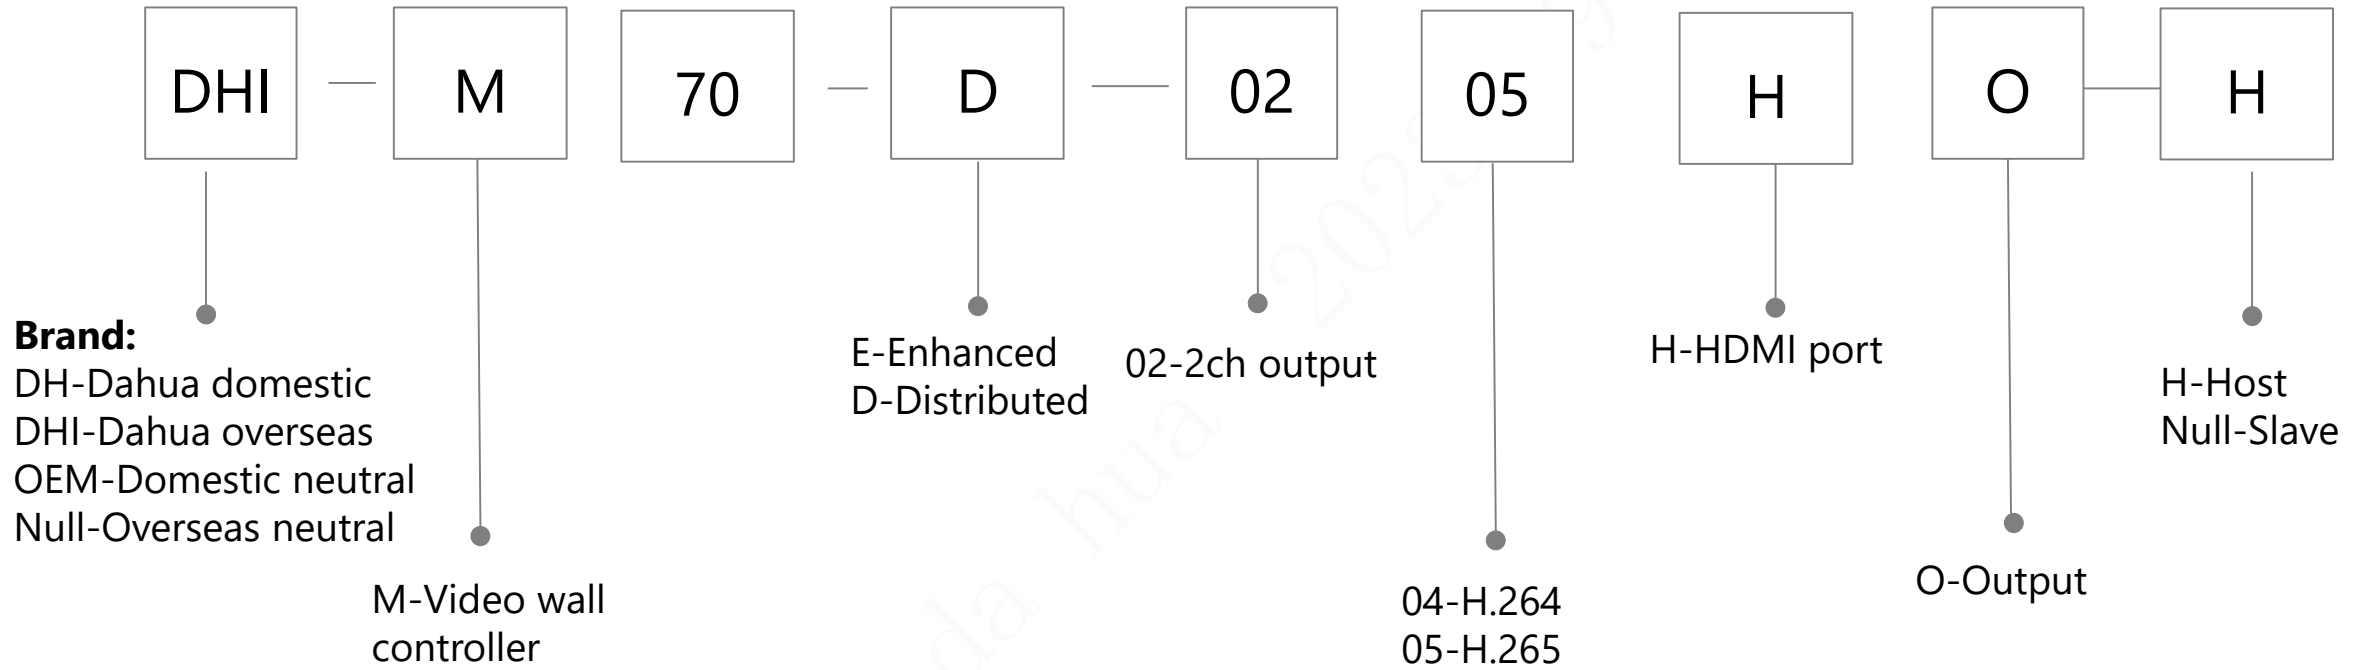 DHI — M 70 — D — 02 05 H O — H
Brand:
DH-Dahua domestic
DHI-Dahua overseas
OEM-Domestic neutral
Null-Overseas neutral
M-Video wall
controller
E-Enhanced
D-Distributed
02-2ch output
04-H.264
05-H.265
H-HDMI port
O-Output
H-Host
Null-Slave